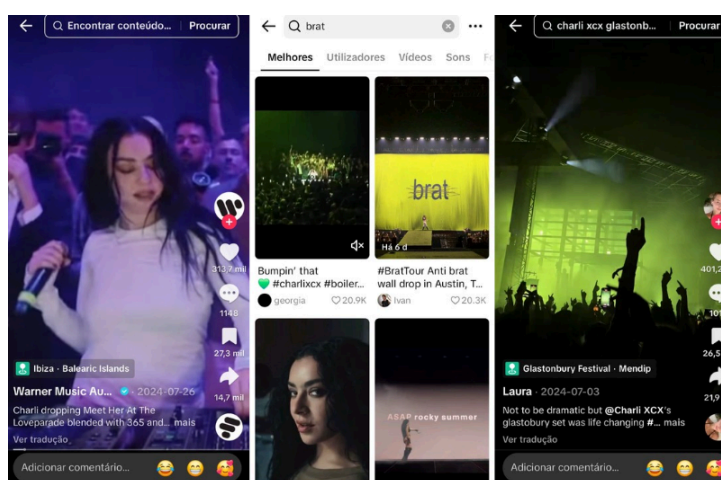 Encontrar conteúdo... Procurar
313,7 mil
1148
27,3 mil
14,7 mil
Ibiza · Balearic Islands
Warner Music Au... · 2024-07-26
Charli dropping Meet Her At The
Loveparade blended with 365 and... mais
Ver tradução
Adicionar comentário...
brat
Melhores Utilizadores Vídeos Sons
brat
Há 6 d
Bumpin' that
💚 #charlixcx #boiler...
georgia 20.9K
#BratTour Anti brat
wall drop in Austin, T...
Ivan 20.3K
ASAP rocky summer
charli xcx glastonb... Procurar
401,2
101
26,5
21,9
Glastonbury Festival · Mendip
Laura · 2024-07-03
Not to be dramatic but @Charli XCX's
glastobury set was life changing #... mais
Ver tradução
Adicionar comentário...